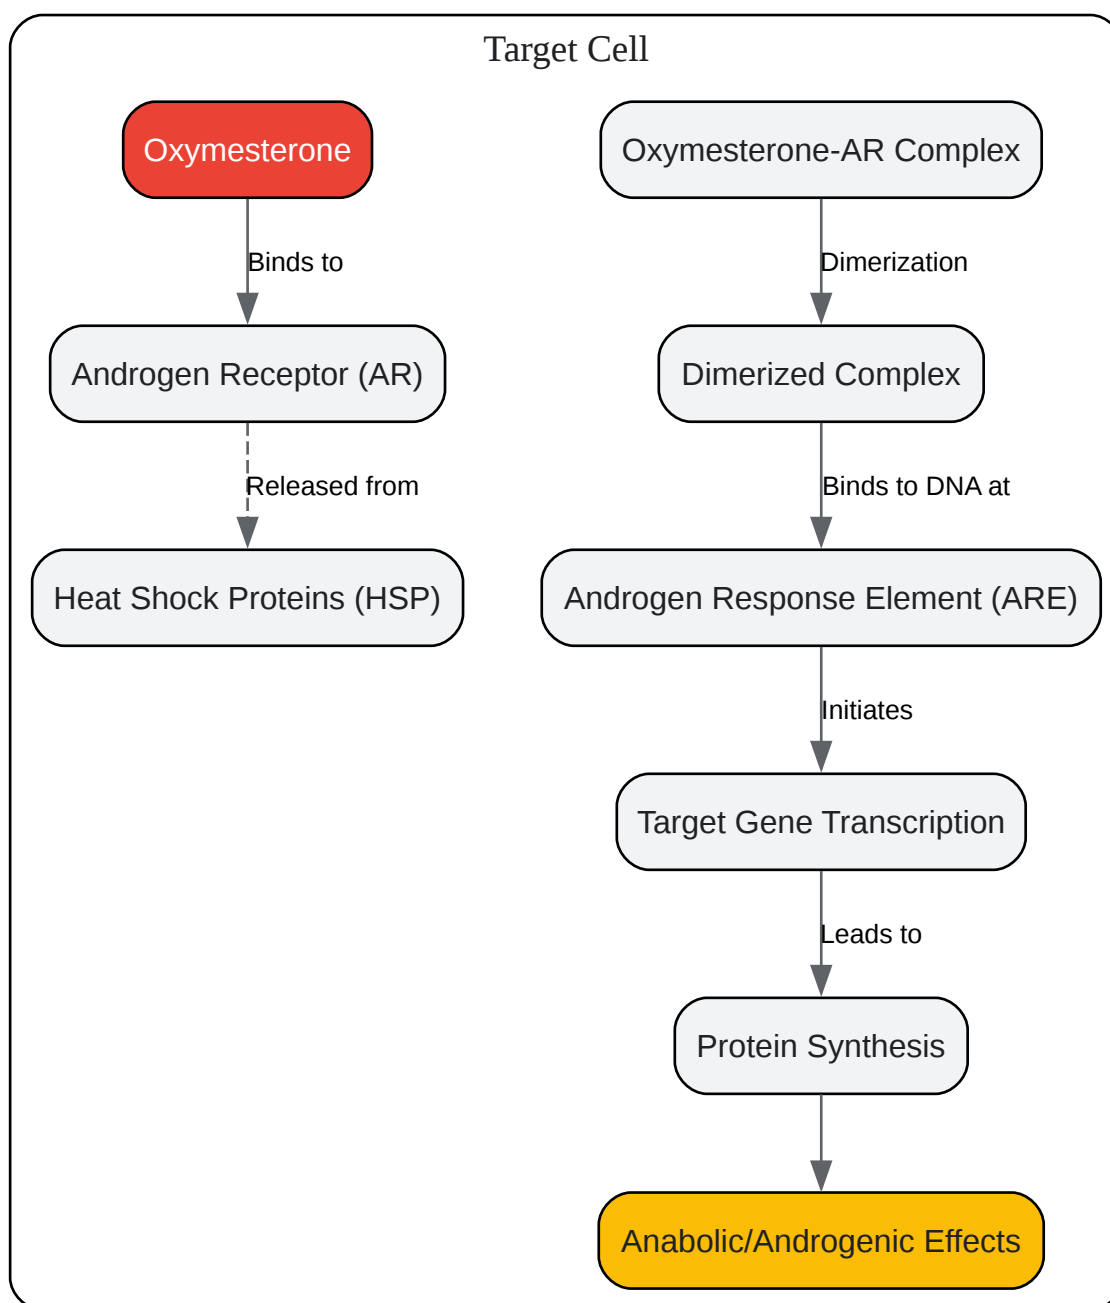 Target Cell
Oxymesterone
Binds to
Androgen Receptor (AR)
Released from
Heat Shock Proteins (HSP)
Oxymesterone-AR Complex
Dimerization
Dimerized Complex
Binds to DNA at
Androgen Response Element (ARE)
Initiates
Target Gene Transcription
Leads to
Protein Synthesis
Anabolic/Androgenic Effects